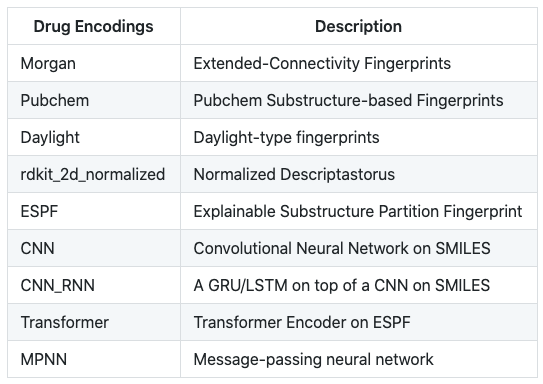 Drug Encodings Description
Morgan Extended-Connectivity Fingerprints
Pubchem Pubchem Substructure-based Fingerprints
Daylight Daylight-type fingerprints
rdkit_2d_normalized Normalized Descriptastorus
ESPF Explainable Substructure Partition Fingerprint
CNN Convolutional Neural Network on SMILES
CNN_RNN A GRU/LSTM on top of a CNN on SMILES
Transformer Transformer Encoder on ESPF
MPNN Message-passing neural network